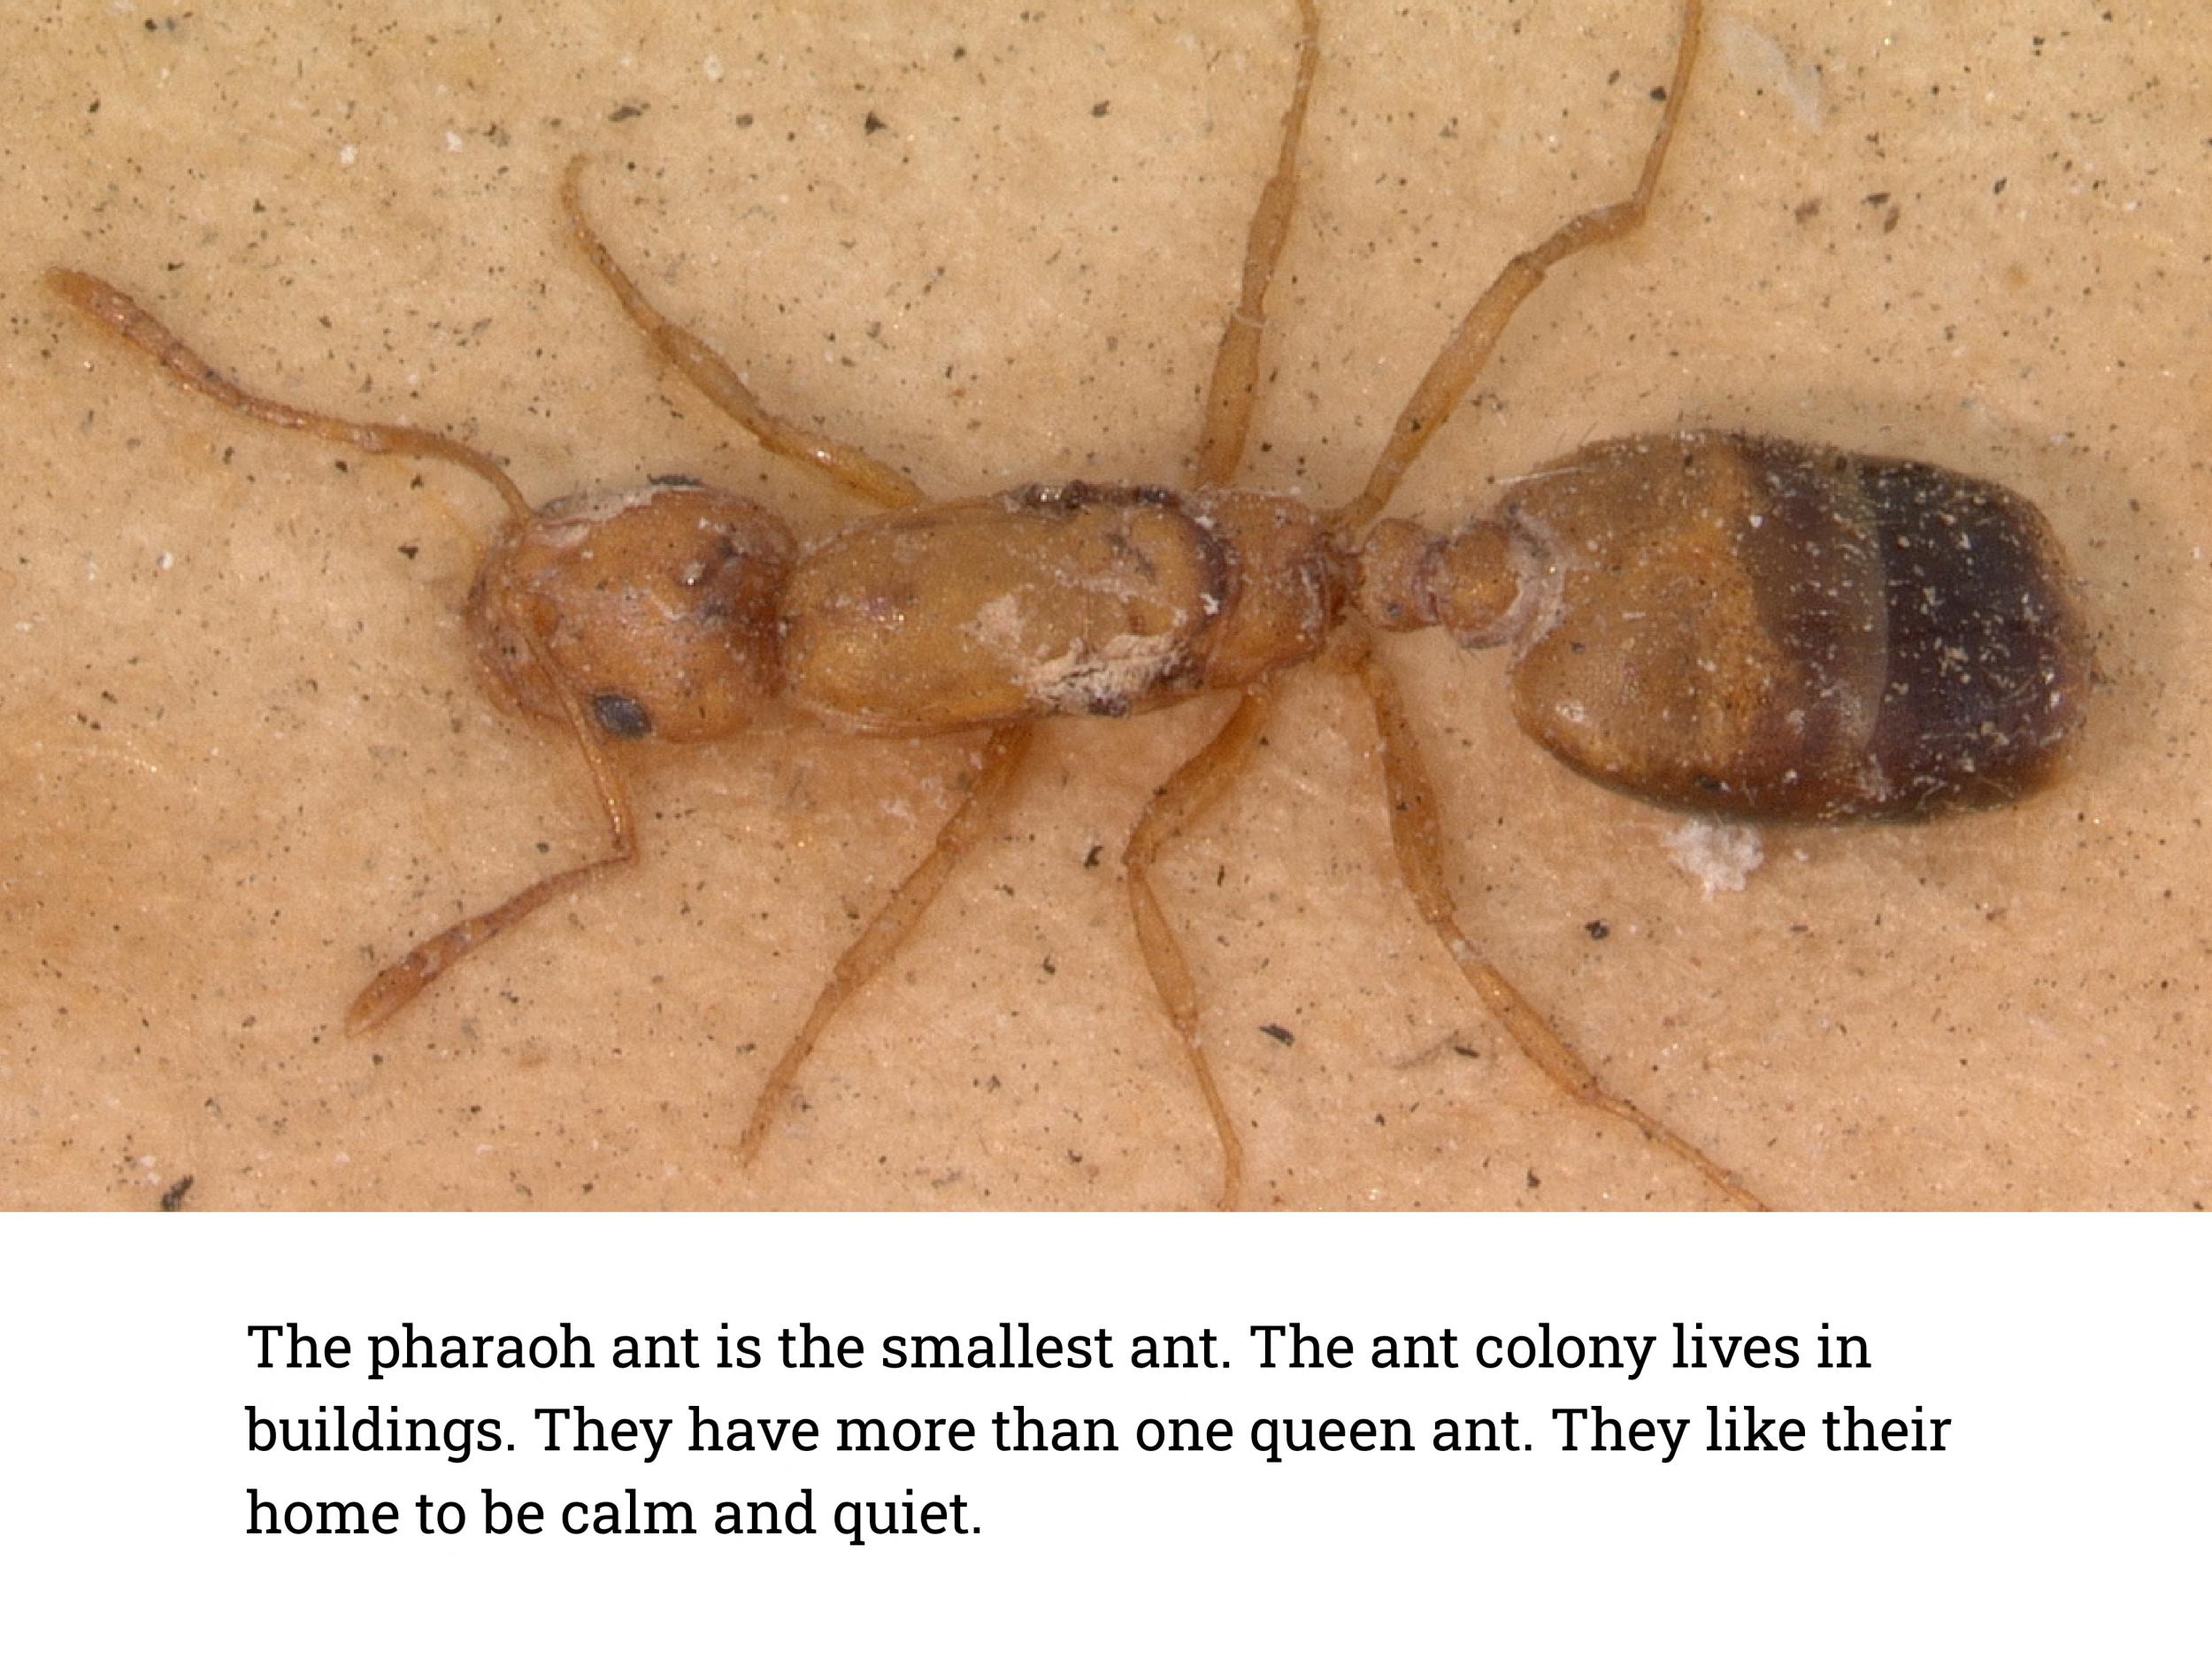 The pharaoh ant is the smallest ant. The ant colony lives in
buildings. They have more than one queen ant. They like their
home to be calm and quiet.